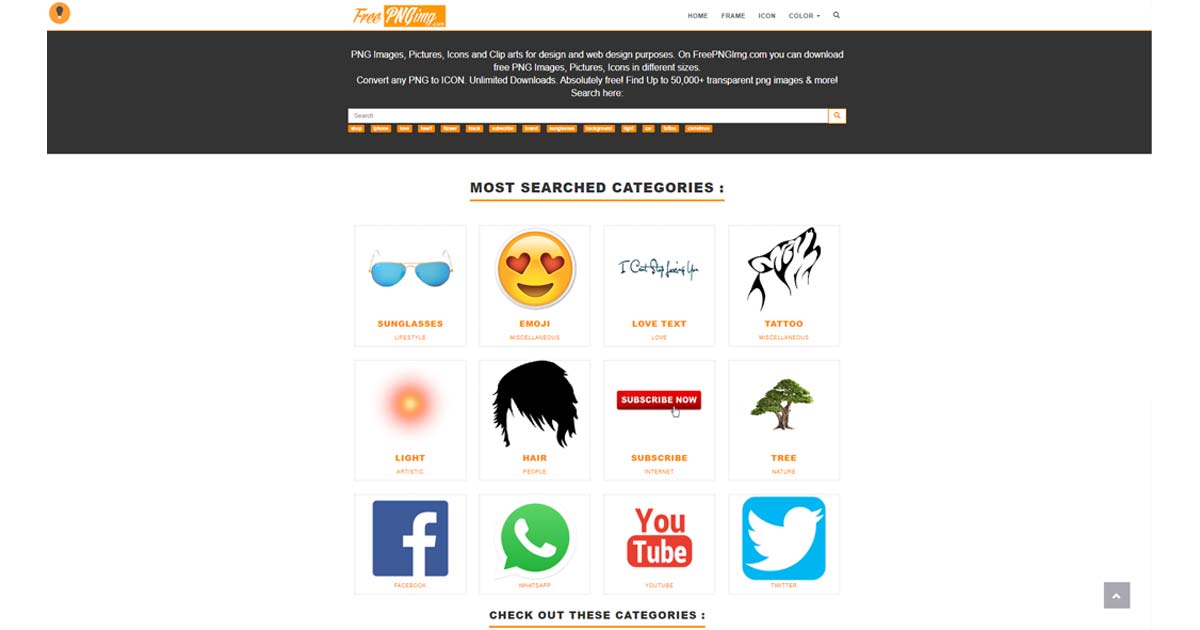 Free PNGimg .com
HOME FRAME ICON COLOR
PNG Images, Pictures, Icons and Clip arts for design and web design purposes. On FreePNGImg.com you can download
free PNG Images, Pictures, Icons in different sizes.
Convert any PNG to ICON. Unlimited Downloads. Absolutely free! Find Up to 50,000+ transparent png images & more!
Search here:
Search
shop iphone love heart flower black subscribe brand sunglasses background light car tattoo christmas
MOST SEARCHED CATEGORIES :
I Can't Stop Loving You
SUNGLASSES EMOJI LOVE TEXT TATTOO
LIFESTYLE MISCELLANEOUS LOVE MISCELLANEOUS
SUBSCRIBE NOW
LIGHT HAIR SUBSCRIBE TREE
ARTISTIC PEOPLE INTERNET NATURE
You
Tube
FACEBOOK WHATSAPP YOUTUBE TWITTER
CHECK OUT THESE CATEGORIES :